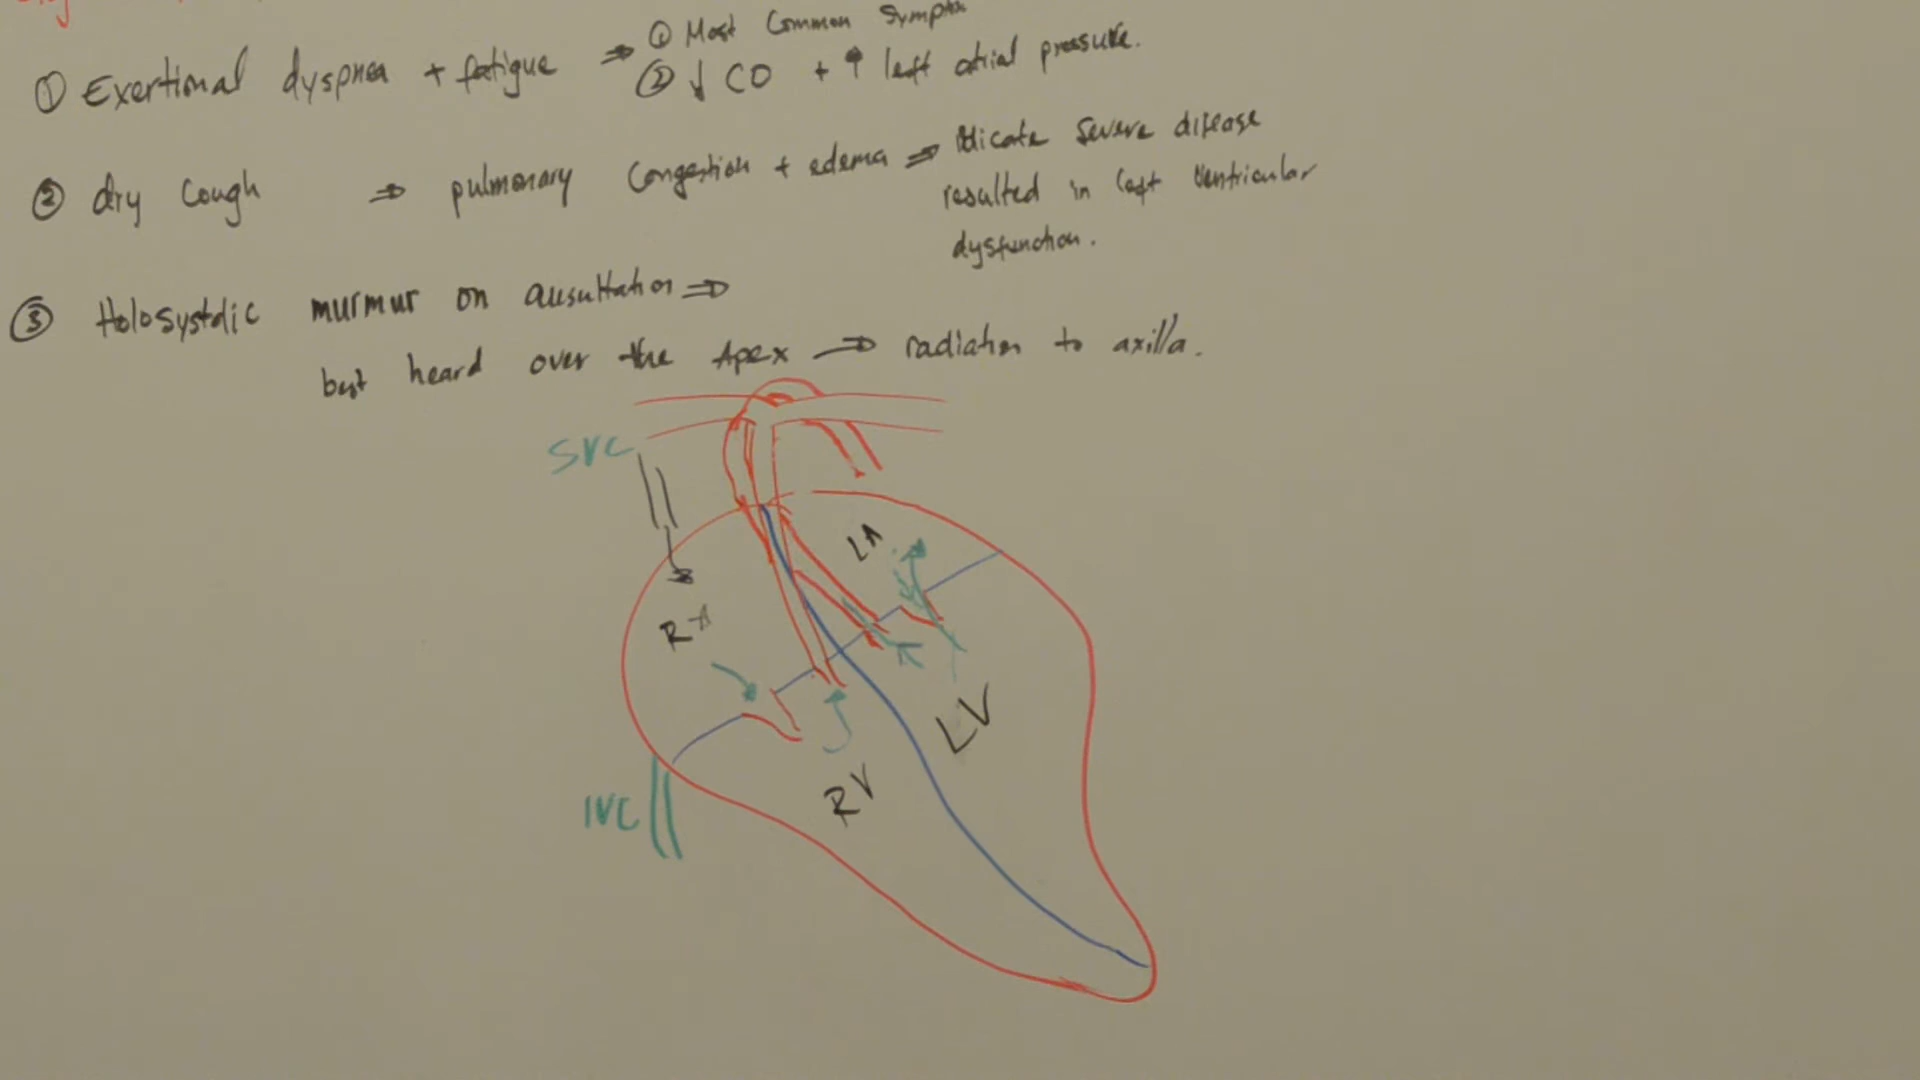 ① Exertional dyspnea + fatigue ⇒ ① Most Common Symptom
② ↓ CO + ↑ left atrial pressure.
② dry Cough ⇒ pulmonary Congestion + edema ⇒ Idicate Severe disease
resulted in left Ventricular
dysfunction.
③ Holosystolic murmur on ausultation ⇒
best heard over the Apex → radiation to axilla.
SVC
LA
RA
LV
RV
IVC